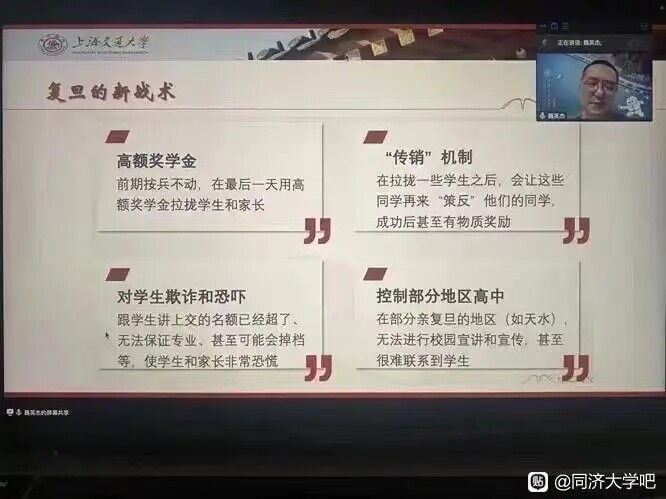 上海交通大学
复旦的新战术
正在讲话: 魏英杰;
魏英杰
高额奖学金
前期按兵不动，在最后一天用高
额奖学金拉拢学生和家长
“传销”机制
在拉拢一些学生之后，会让这些
同学再来“策反”他们的同学，
成功后甚至有物质奖励
对学生欺诈和恐吓
跟学生讲上交的名额已经超了、
无法保证专业、甚至可能会掉档
等，使学生和家长非常恐慌
控制部分地区高中
在部分亲复旦的地区（如天水），
无法进行校园宣讲和宣传，甚至
很难联系到学生
魏英杰的屏幕共享
贴 @同济大学吧